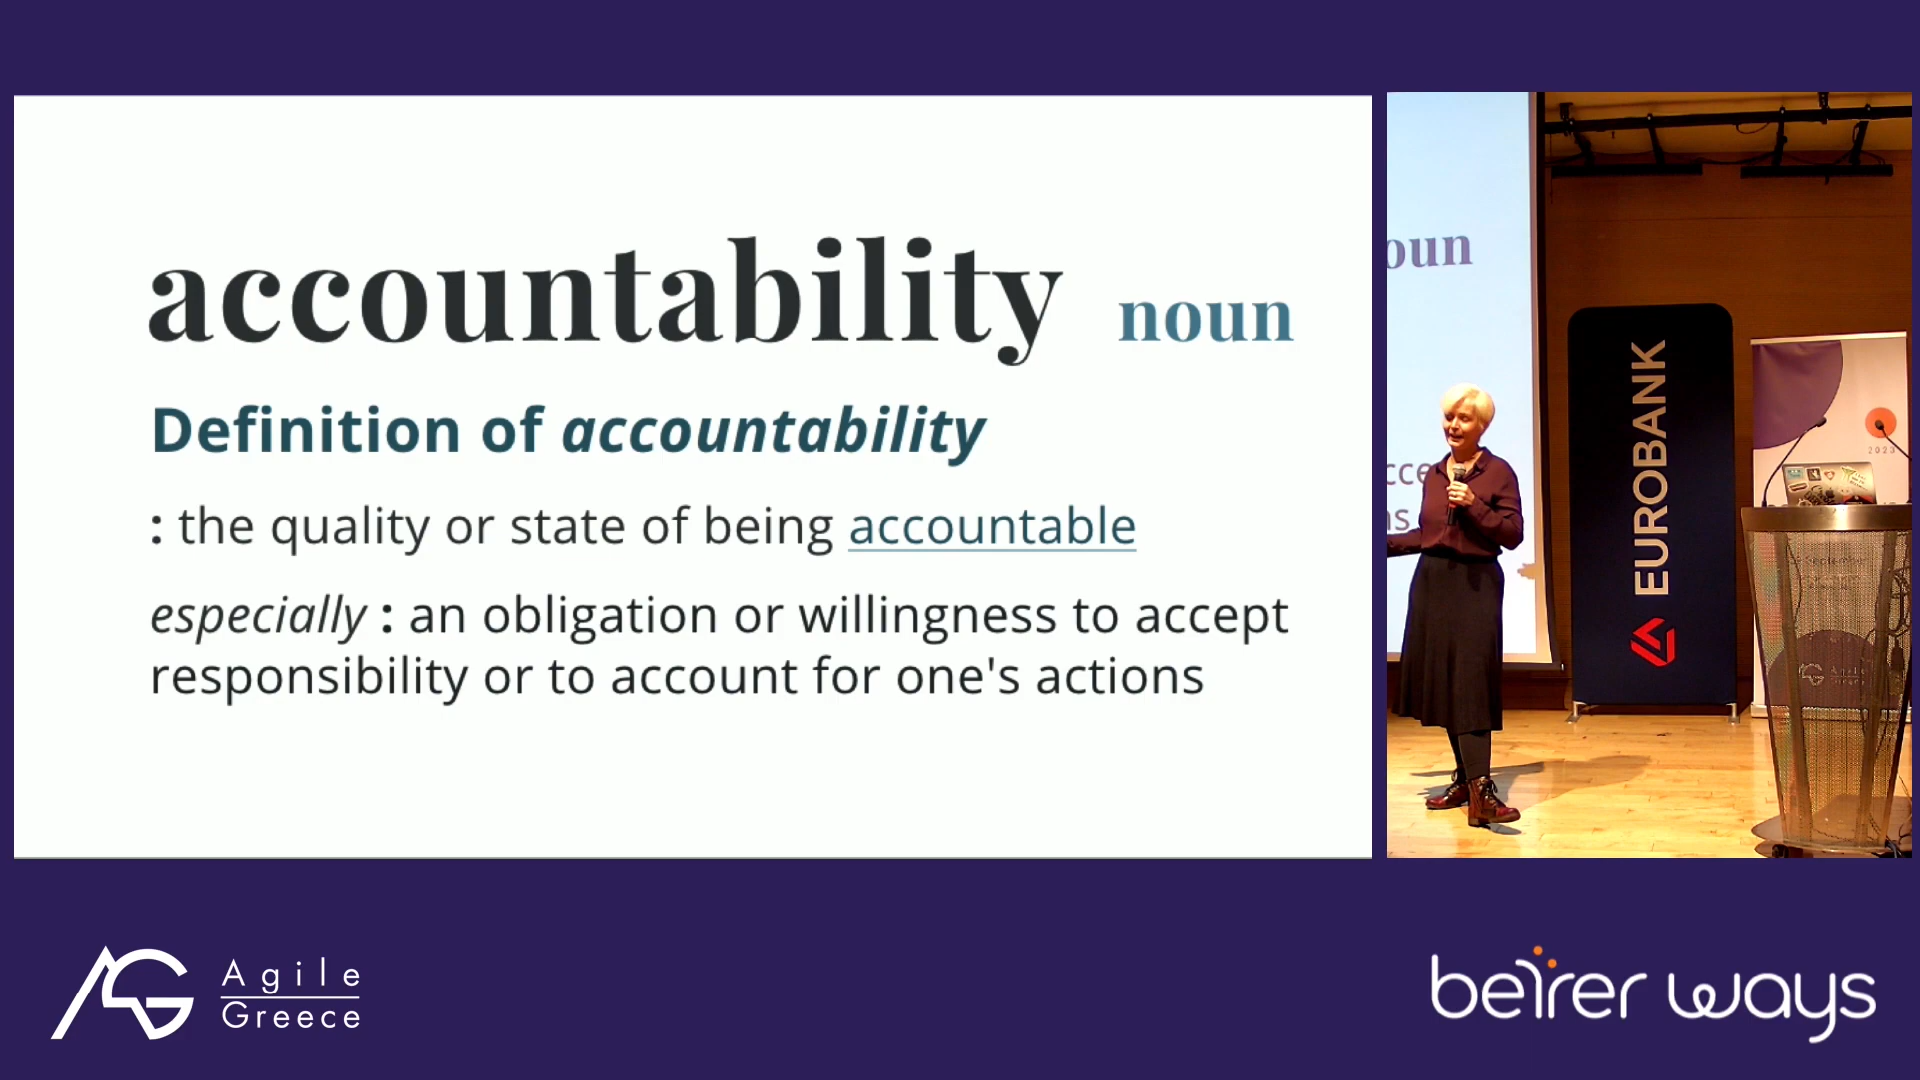 accountability noun
Definition of accountability
: the quality or state of being accountable
especially : an obligation or willingness to accept
responsibility or to account for one's actions
oun
EUROBANK
2023
Agile
Greece
better ways